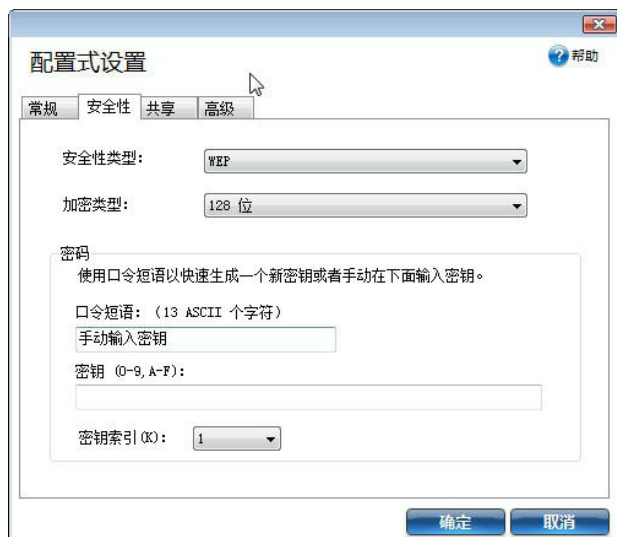 配置式设置
帮助
常规 安全性 共享 高级
安全性类型: WEP
加密类型: 128 位
密码
使用口令短语以快速生成一个新密钥或者手动在下面输入密钥。
口令短语: (13 ASCII 个字符)
手动输入密钥
密钥 (0-9,A-F):
密钥索引(K): 1
确定 取消